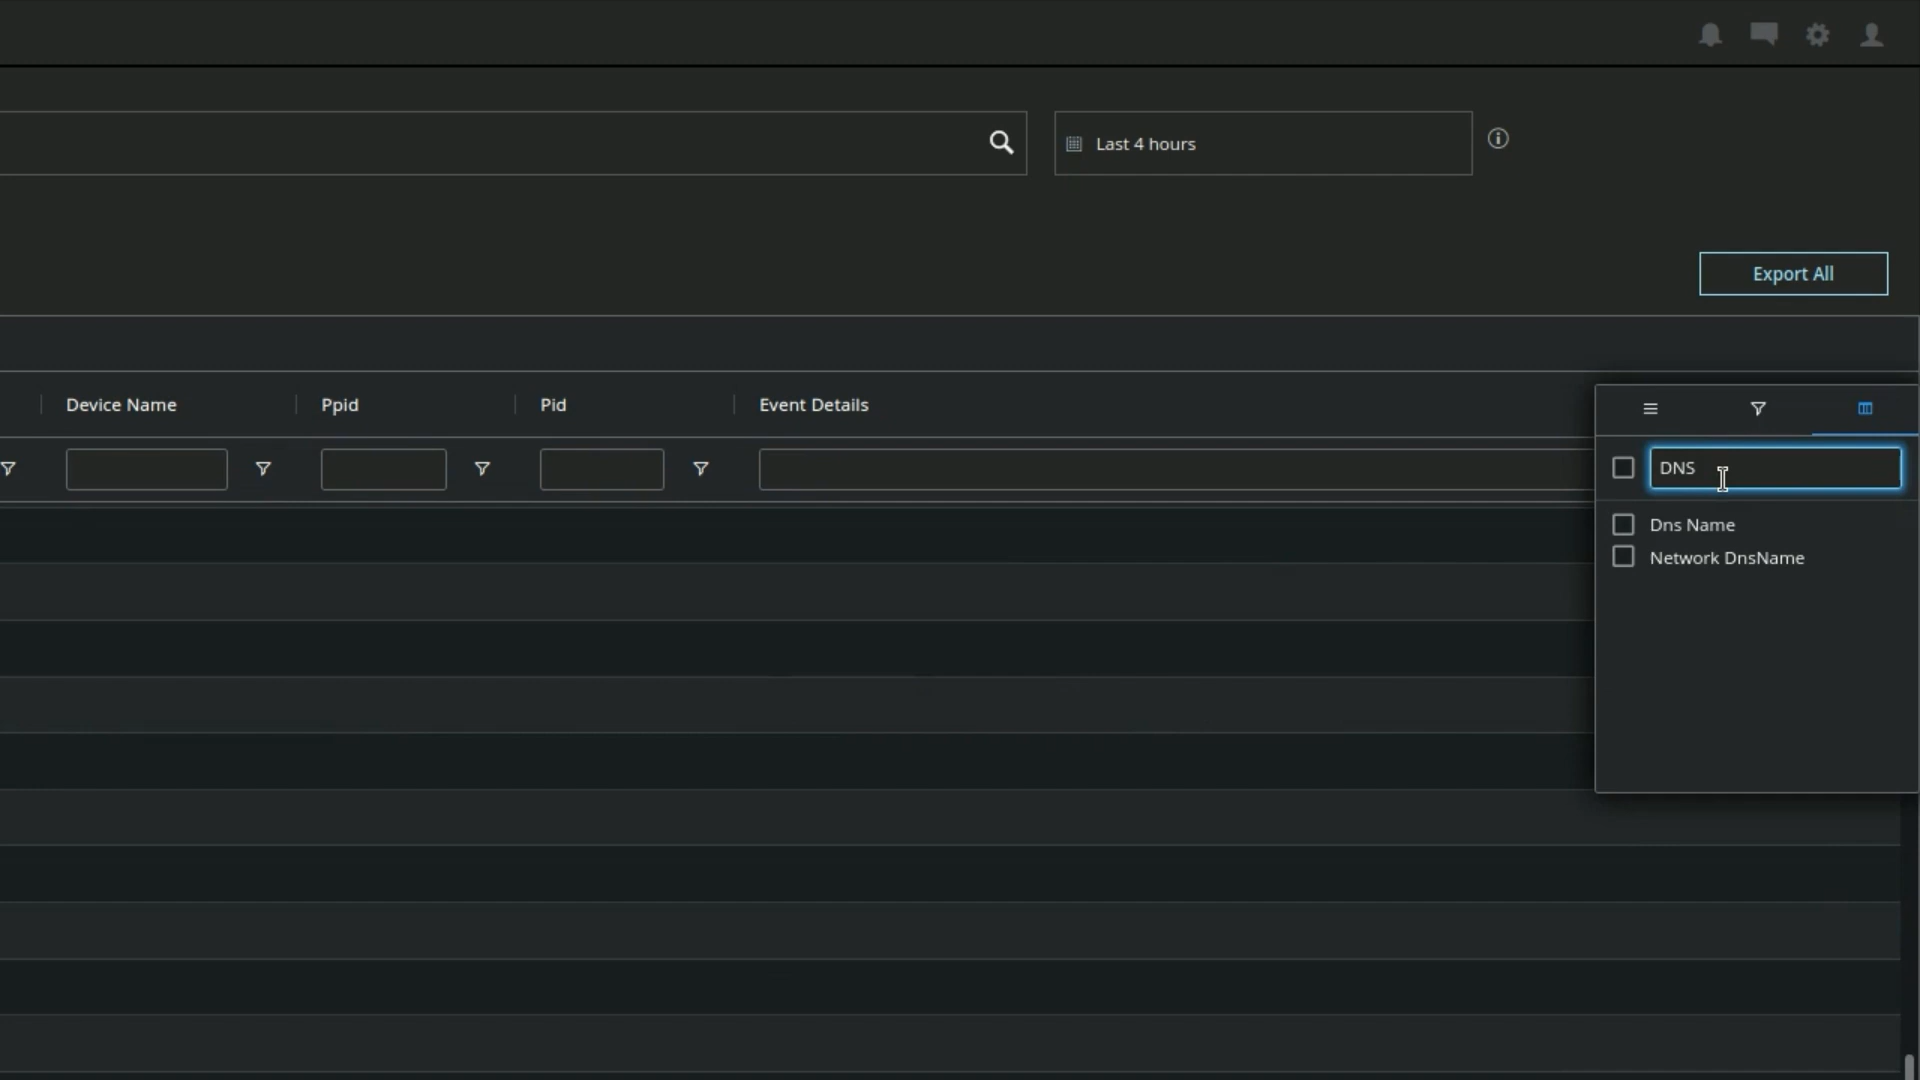 Last 4 hours
Export All
Device Name Ppid Pid Event Details
DNS
Dns Name
Network DnsName